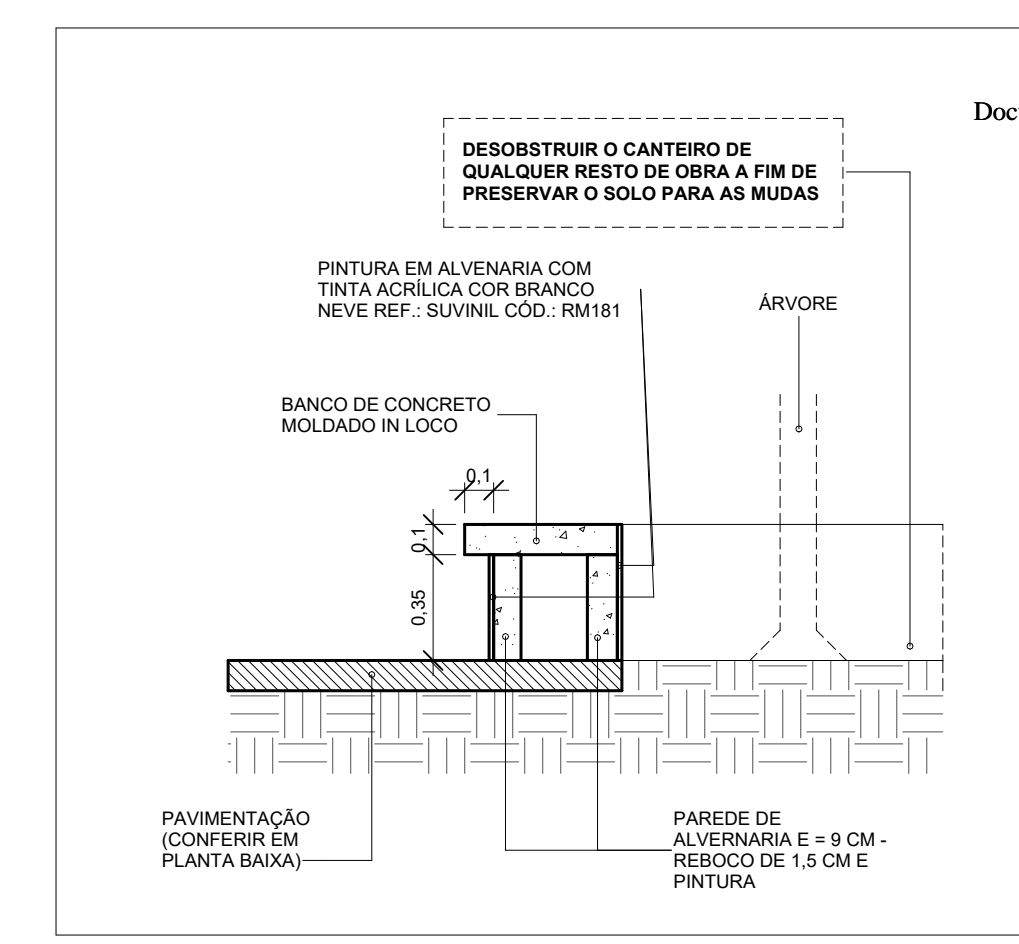 Doc
DESOBSTRUIR O CANTEIRO DE
QUALQUER RESTO DE OBRA A FIM DE
PRESERVAR O SOLO PARA AS MUDAS
PINTURA EM ALVENARIA COM
TINTA ACRÍLICA COR BRANCO
NEVE REF.: SUVINIL CÓD.: RM181
ÁRVORE
BANCO DE CONCRETO
MOLDADO IN LOCO
0,1
0,1
0,35
PAVIMENTAÇÃO
(CONFERIR EM
PLANTA BAIXA)
PAREDE DE
ALVERNARIA E = 9 CM -
REBOCO DE 1,5 CM E
PINTURA